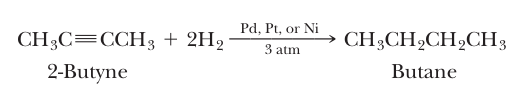 CH₃C≡CCH₃ + 2H₂ Pd, Pt, or Ni CH₃CH₂CH₂CH₃
3 atm
2-Butyne Butane